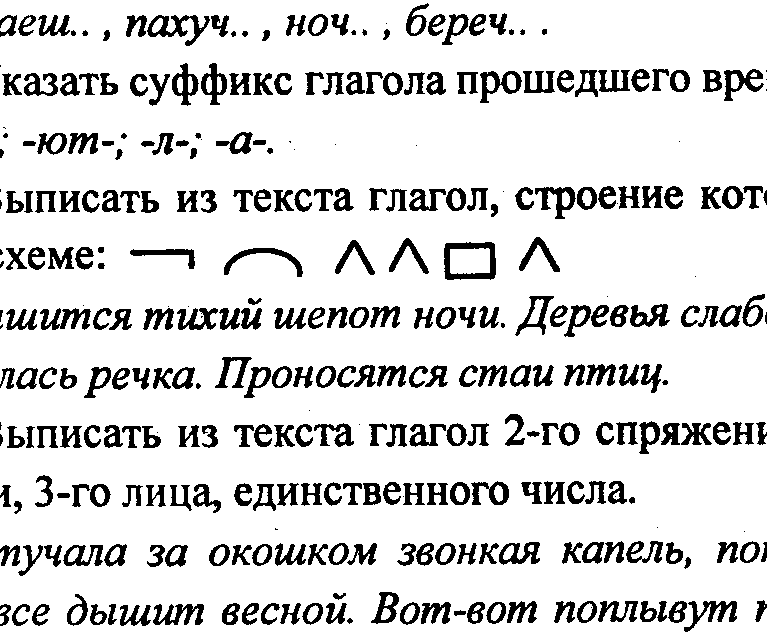 аеш.. , пахуч.. , ноч.. , береч.. .
казать суффикс глагола прошедшего вре
; -ют-; -л-; -а-.
ыписать из текста глагол, строение кот
схеме:
шится тихий шепот ночи. Деревья слаб
лась речка. Проносятся стаи птиц.
ыписать из текста глагол 2-го спряжени
и, 3-го лица, единственного числа.
тучала за окошком звонкая капель, по
все дышит весной. Вот-вот поплывут